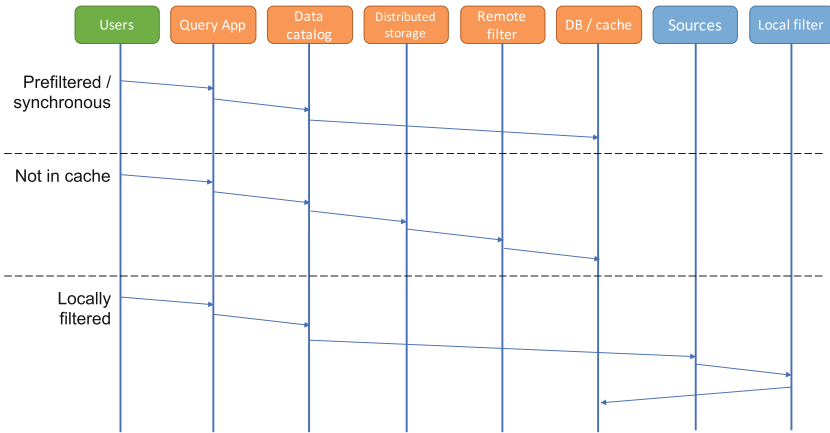 Users
Query App
Data
catalog
Distributed
storage
Remote
filter
DB / cache
Sources
Local filter
Prefiltered /
synchronous
Not in cache
Locally
filtered